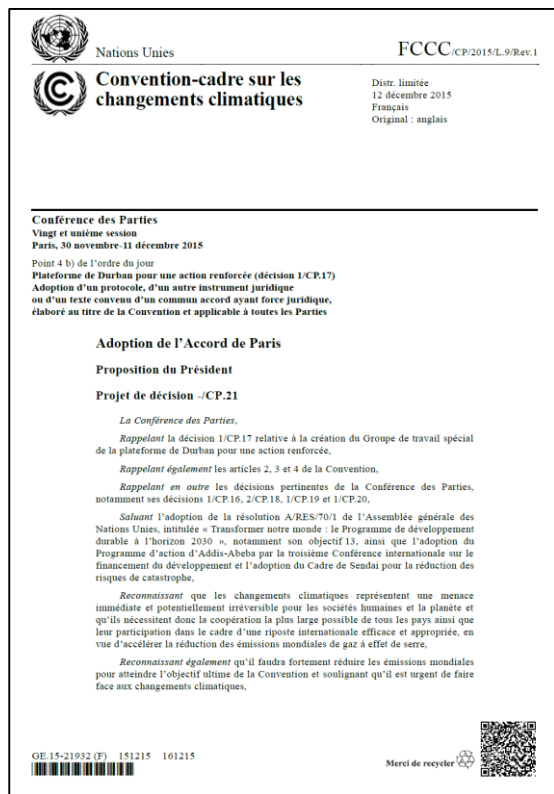 Nations Unies
FCCC/CP/2015/L.9/Rev.1
Convention-cadre sur les
changements climatiques
Distr. limitée
12 décembre 2015
Français
Original : anglais
Conférence des Parties
Vingt et unième session
Paris, 30 novembre-11 décembre 2015
Point 4 b) de l'ordre du jour
Plateforme de Durban pour une action renforcée (décision 1/CP.17)
Adoption d'un protocole, d'un autre instrument juridique
ou d'un texte convenu d'un commun accord ayant force juridique,
élaboré au titre de la Convention et applicable à toutes les Parties
Adoption de l'Accord de Paris
Proposition du Président
Projet de décision -/CP.21
La Conférence des Parties,
Rappelant la décision 1/CP.17 relative à la création du Groupe de travail spécial
de la plateforme de Durban pour une action renforcée,
Rappelant également les articles 2, 3 et 4 de la Convention,
Rappelant en outre les décisions pertinentes de la Conférence des Parties,
notamment ses décisions 1/CP.16, 2/CP.18, 1/CP.19 et 1/CP.20,
Saluant l'adoption de la résolution A/RES/70/1 de l'Assemblée générale des
Nations Unies, intitulée « Transformer notre monde : le Programme de développement
durable à l'horizon 2030 », notamment son objectif 13, ainsi que l'adoption du
Programme d'action d'Addis-Abeba par la troisième Conférence internationale sur le
financement du développement et l'adoption du Cadre de Sendai pour la réduction des
risques de catastrophe,
Reconnaissant que les changements climatiques représentent une menace
immédiate et potentiellement irréversible pour les sociétés humaines et la planète et
qu'ils nécessitent donc la coopération la plus large possible de tous les pays ainsi que
leur participation dans le cadre d'une riposte internationale efficace et appropriée, en
vue d'accélérer la réduction des émissions mondiales de gaz à effet de serre,
Reconnaissant également qu'il faudra fortement réduire les émissions mondiales
pour atteindre l'objectif ultime de la Convention et soulignant qu'il est urgent de faire
face aux changements climatiques,
GE.15-21932 (F) 151215 161215
Merci de recycler